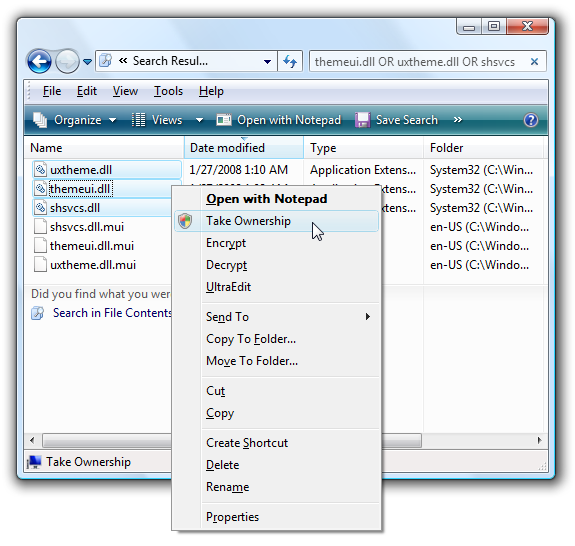 Search Resul...
themeui.dll OR uxtheme.dll OR shsvcs
File Edit View Tools Help
Organize Views Open with Notepad Save Search »
Name Date modified Type Folder
uxtheme.dll 1/27/2008 1:10 AM Application Extens... System32 (C:\Win...
themeui.dll Application Extens... System32 (C:\Win...
shsvcs.dll Extens... System32 (C:\Win...
shsvcs.dll.mui en-US (C:\Windo...
themeui.dll.mui en-US (C:\Windo...
uxtheme.dll.mui en-US (C:\Windo...
Did you find what you were
Search in File Contents
Open with Notepad
Take Ownership
Encrypt
Decrypt
UltraEdit
Send To
Copy To Folder...
Move To Folder...
Cut
Copy
Create Shortcut
Delete
Rename
Properties
Take Ownership